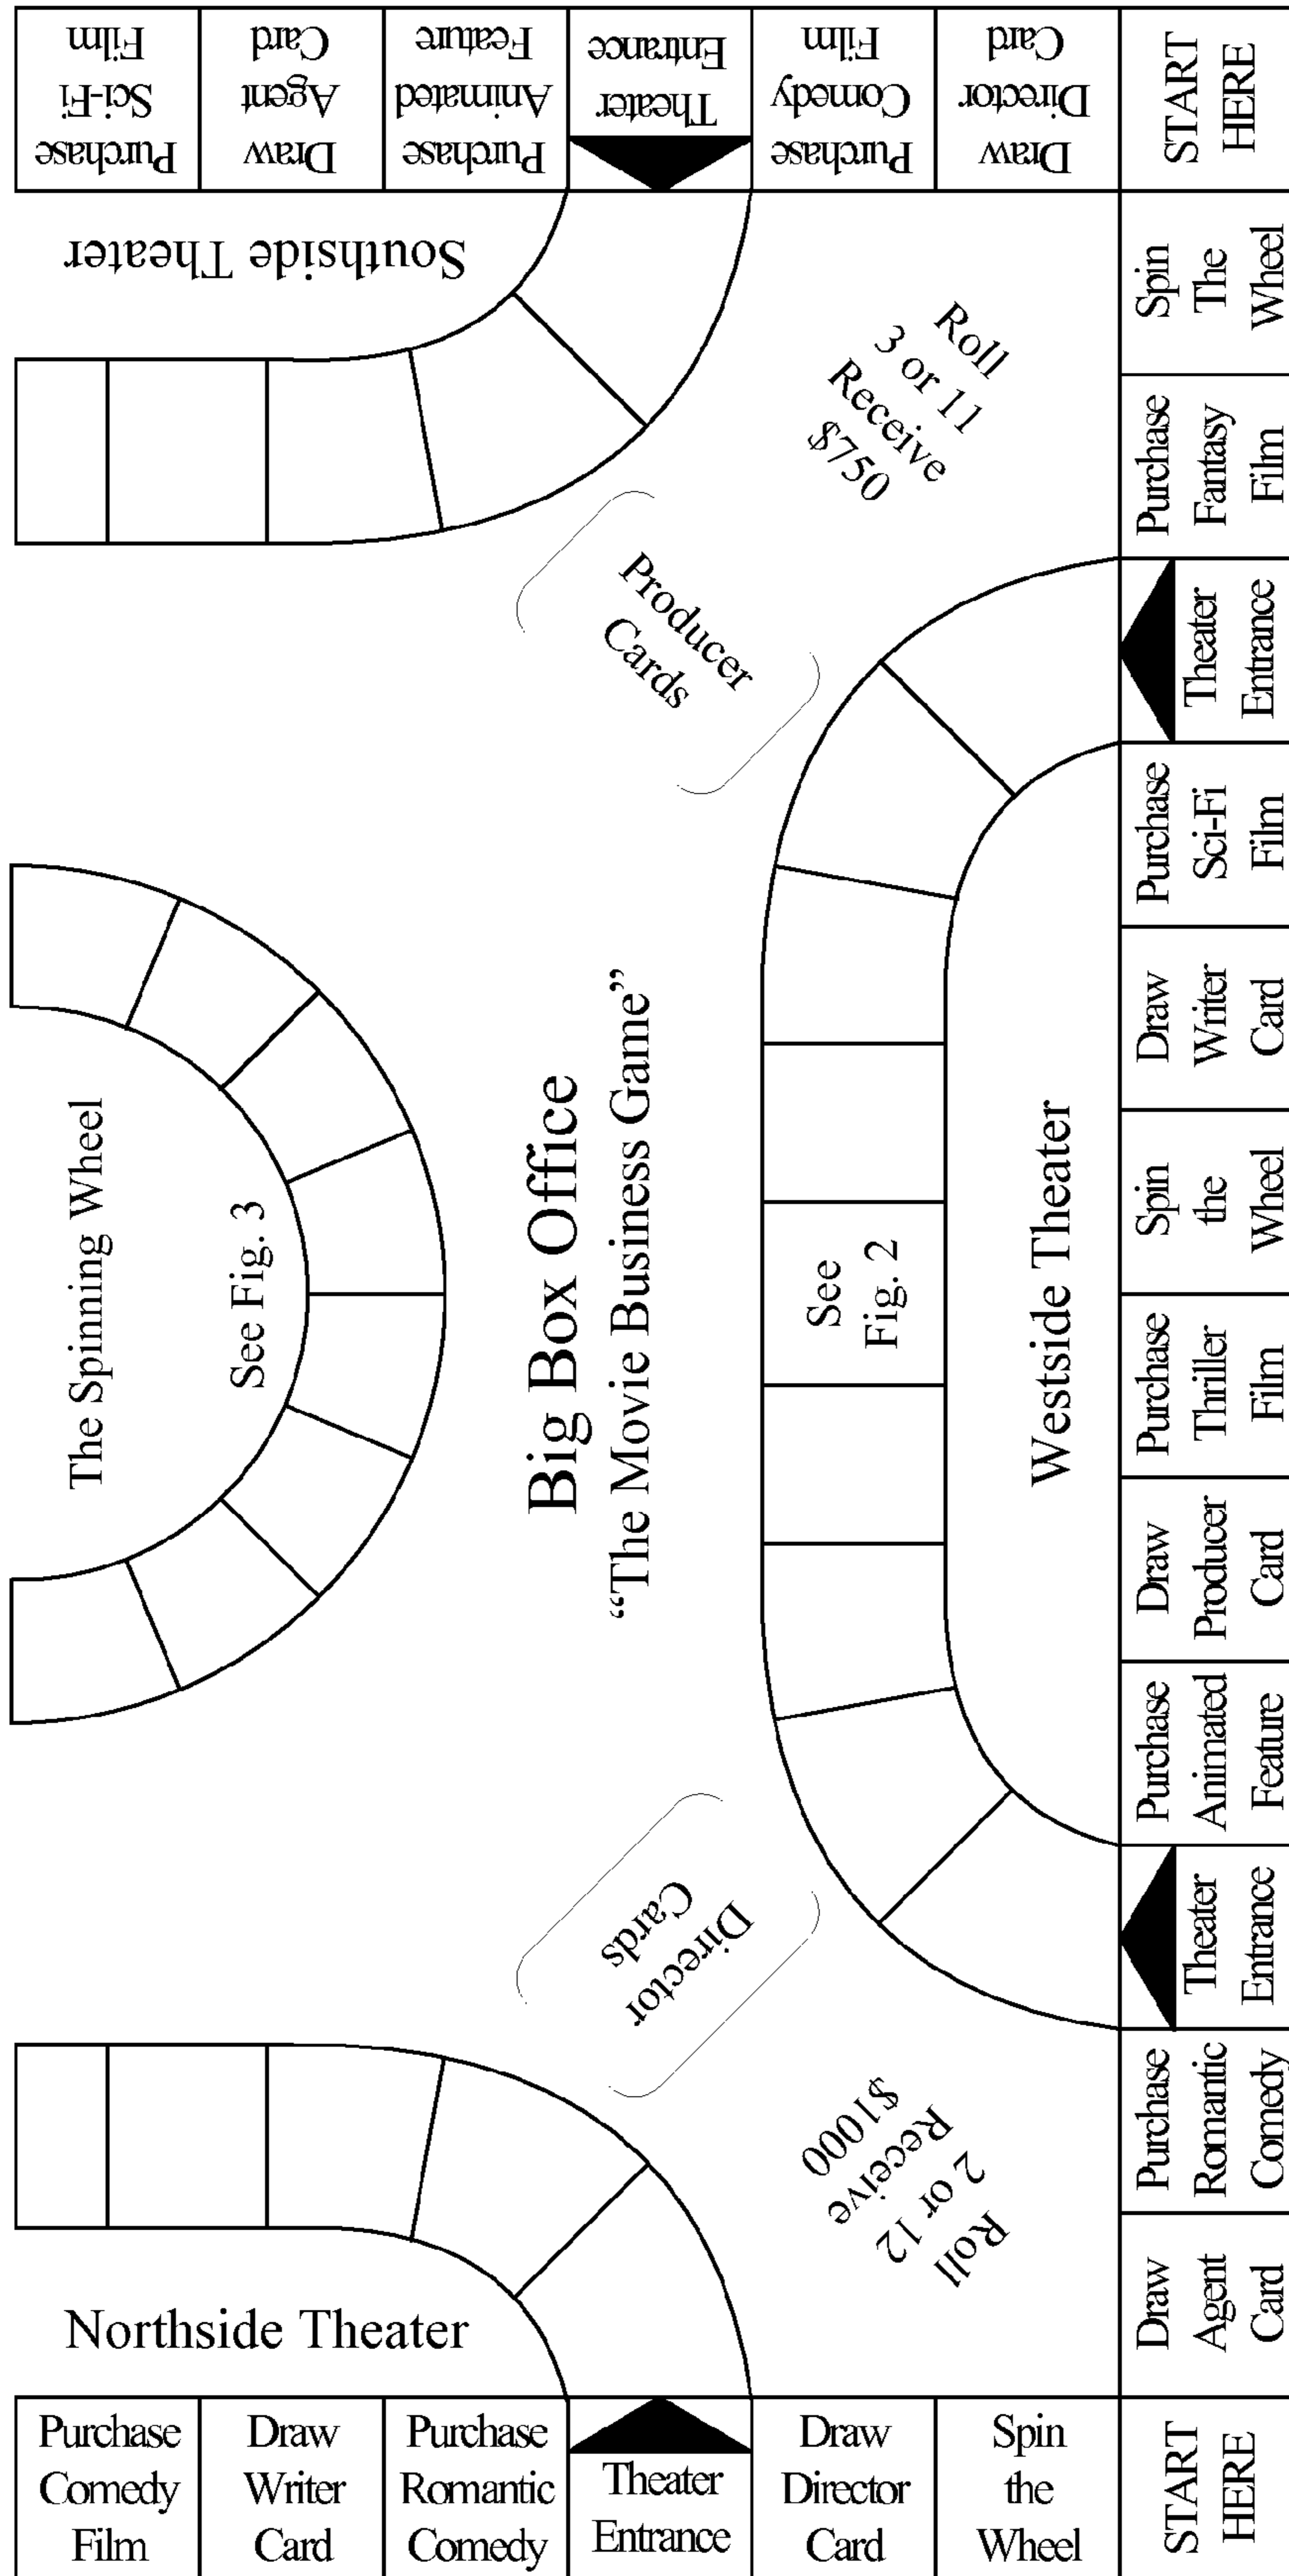 Purchase
Sci-Fi
Film
Draw
Agent
Card
Purchase
Animated
Feature
Theater
Entrance
Purchase
Comedy
Film
Draw
Director
Card
START
HERE
Southside Theater
Spin
The
Wheel
Roll
3 or 11
Receive
$750
Purchase
Fantasy
Film
Producer
Cards
Theater
Entrance
Purchase
Sci-Fi
Film
Draw
Writer
Card
The Spinning Wheel
See Fig. 3
Big Box Office
“The Movie Business Game”
See
Fig. 2
Westside Theater
Spin
the
Wheel
Purchase
Thriller
Film
Draw
Producer
Card
Purchase
Animated
Feature
Director
Cards
Theater
Entrance
Roll
2 or 12
Receive
$1000
Purchase
Romantic
Comedy
Draw
Agent
Card
Northside Theater
Purchase
Comedy
Film
Draw
Writer
Card
Purchase
Romantic
Comedy
Theater
Entrance
Draw
Director
Card
Spin
the
Wheel
START
HERE